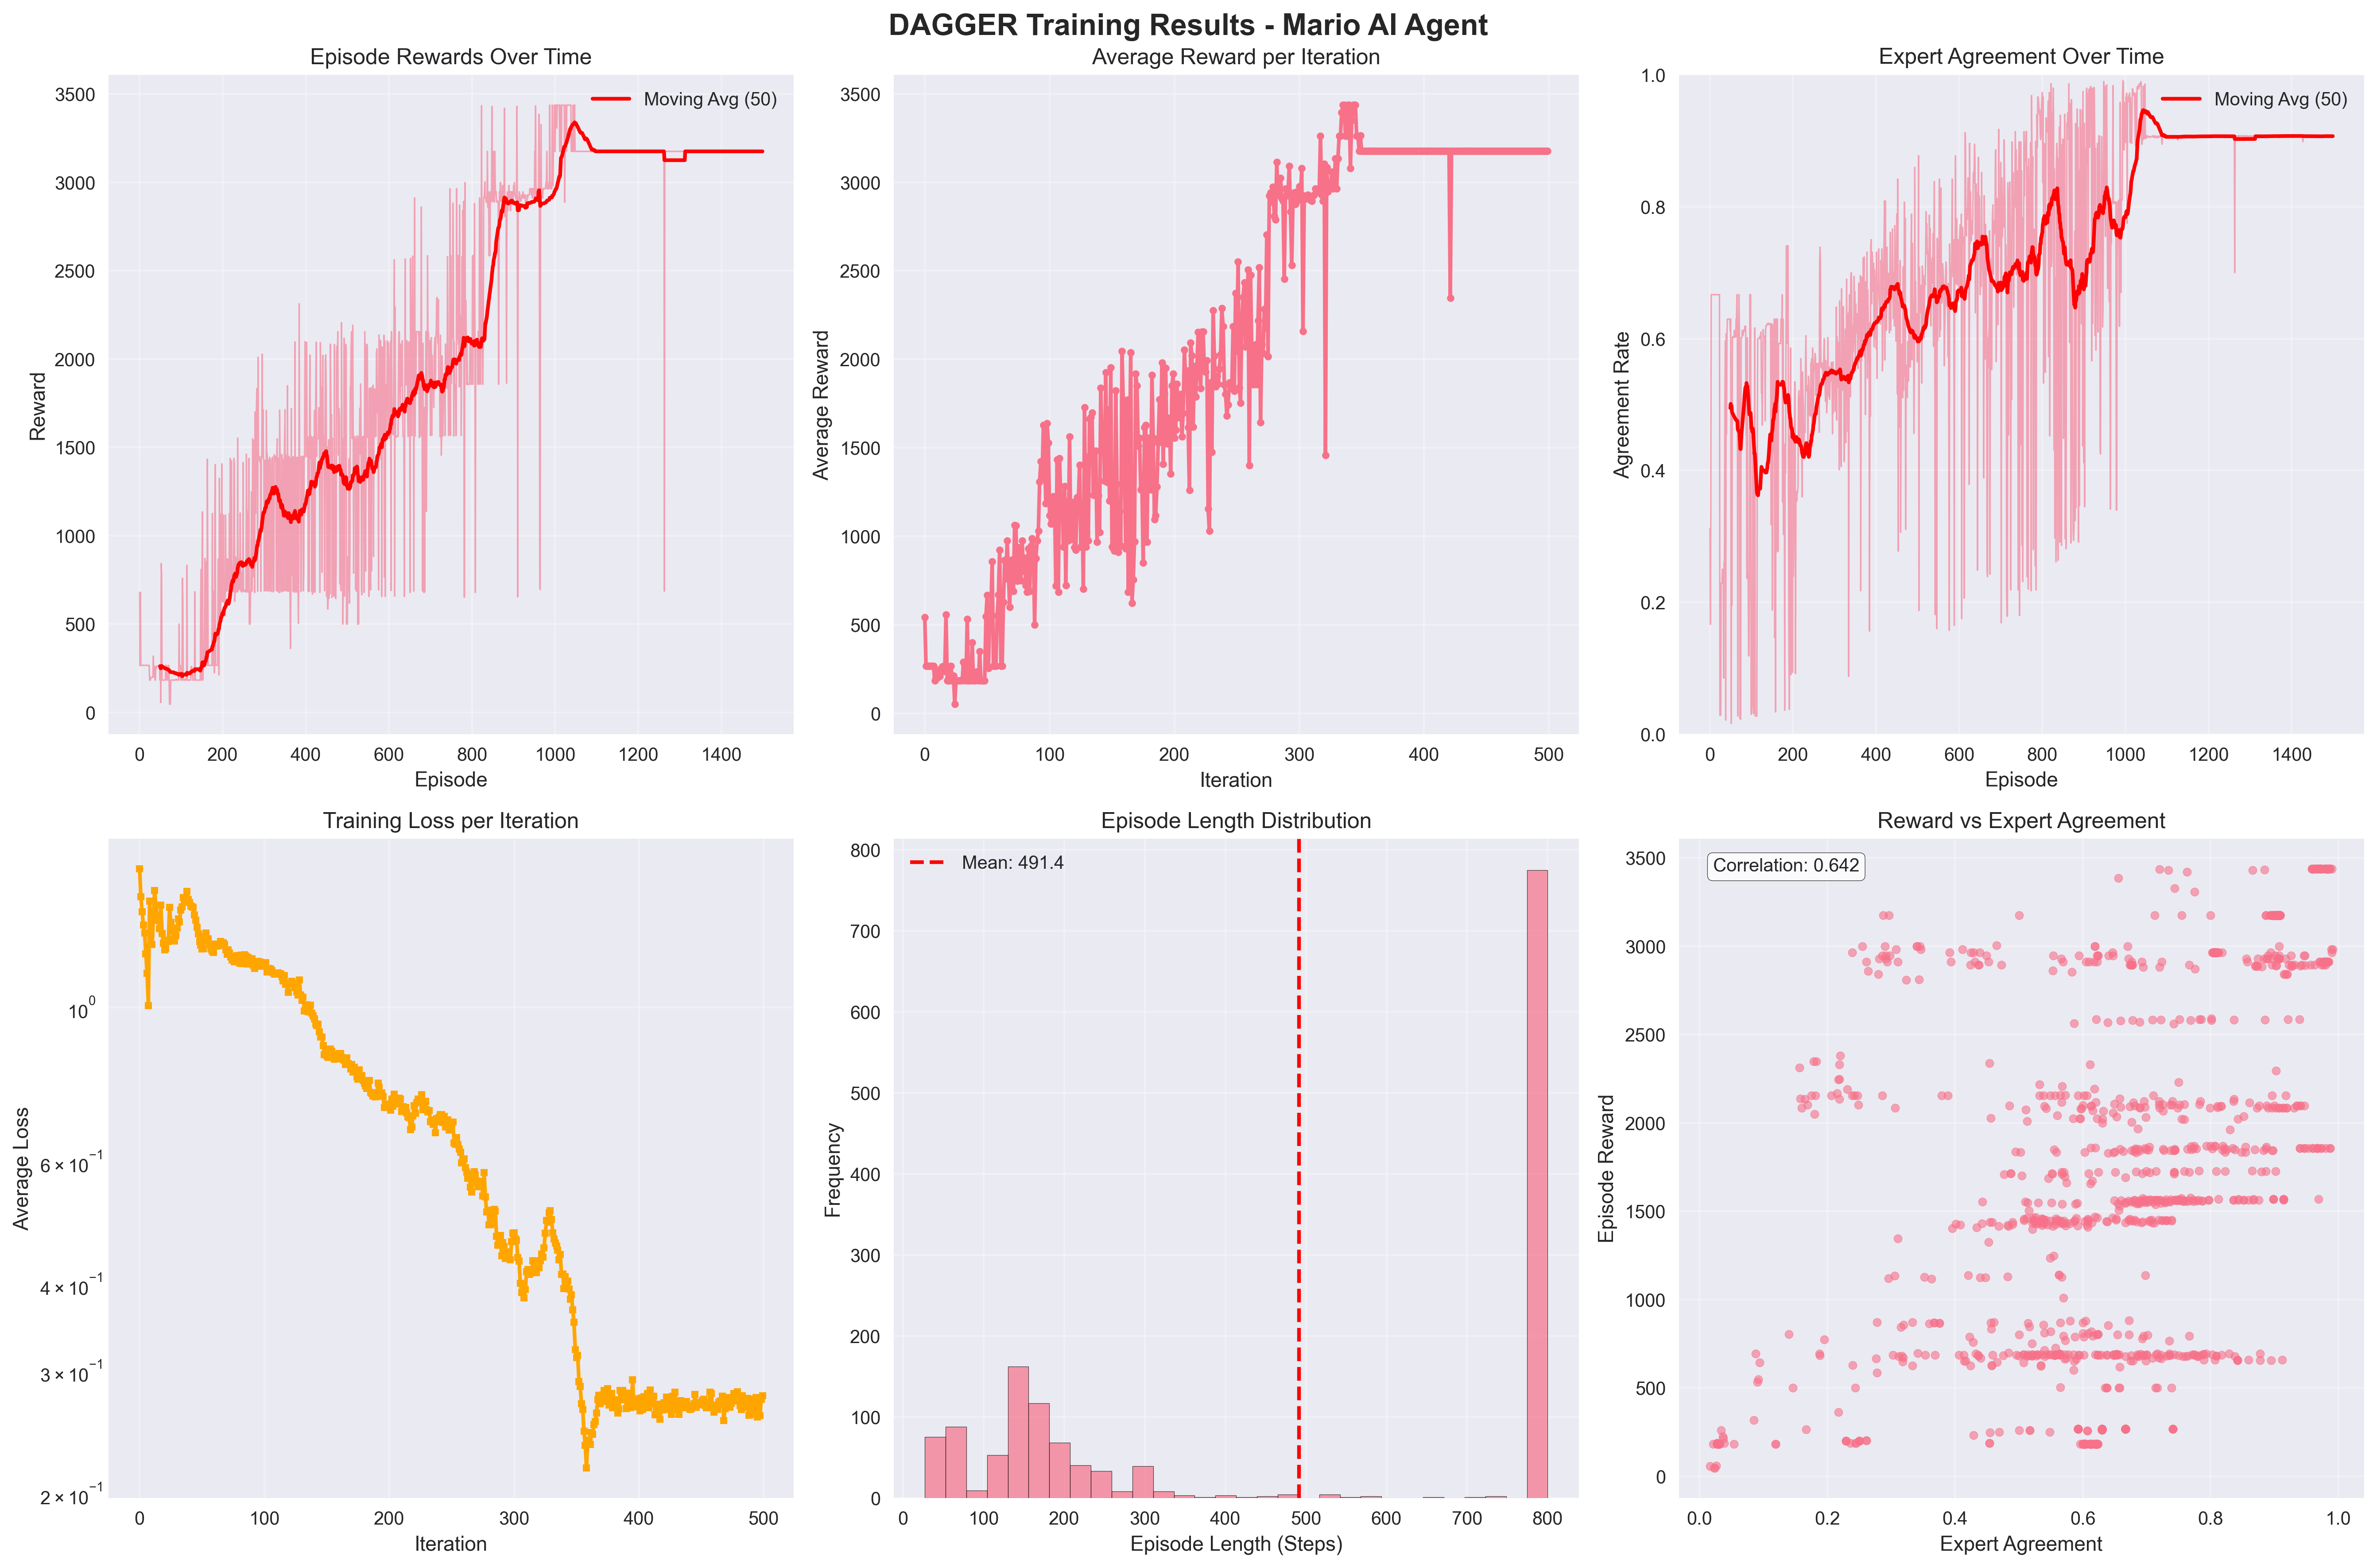 DAGGER Training Results - Mario AI Agent
Episode Rewards Over Time
Moving Avg (50)
3500
3000
2500
2000
1500
1000
500
0
Reward
0 200 400 600 800 1000 1200 1400
Episode
Average Reward per Iteration
3500
3000
2500
2000
1500
1000
500
0
Average Reward
0 100 200 300 400 500
Iteration
Expert Agreement Over Time
Moving Avg (50)
1.0
0.8
0.6
0.4
0.2
0.0
Agreement Rate
0 200 400 600 800 1000 1200 1400
Episode
Training Loss per Iteration
10⁰
6 × 10⁻¹
4 × 10⁻¹
3 × 10⁻¹
2 × 10⁻¹
Average Loss
0 100 200 300 400 500
Iteration
Episode Length Distribution
Mean: 491.4
800
700
600
500
400
300
200
100
0
Frequency
0 100 200 300 400 500 600 700 800
Episode Length (Steps)
Reward vs Expert Agreement
Correlation: 0.642
3500
3000
2500
2000
1500
1000
500
0
Episode Reward
0.0 0.2 0.4 0.6 0.8 1.0
Expert Agreement